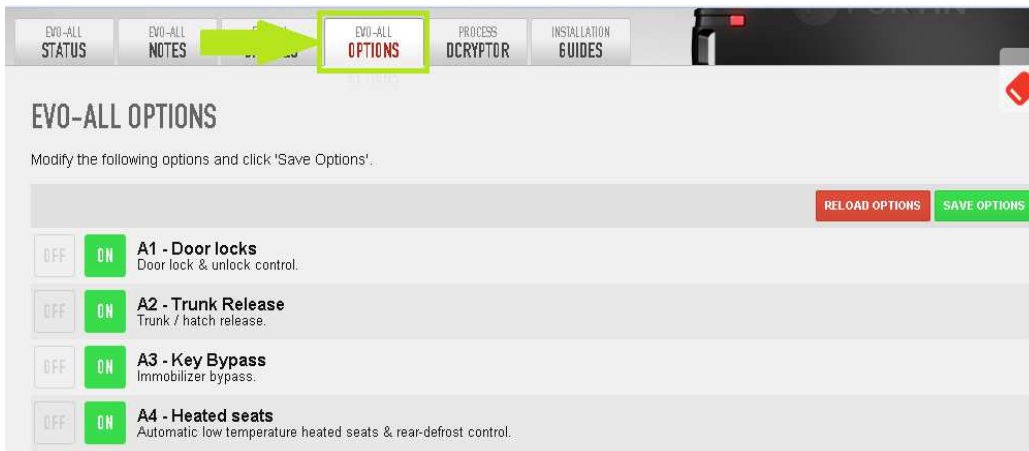 EVO-ALL
STATUS
EVO-ALL
NOTES
EVO-ALL
OPTIONS
PROCESS
DCRYPTOR
INSTALLATION
GUIDES
EVO-ALL OPTIONS
Modify the following options and click 'Save Options'.
RELOAD OPTIONS
SAVE OPTIONS
OFF ON A1 - Door locks
Door lock & unlock control.
OFF ON A2 - Trunk Release
Trunk / hatch release.
OFF ON A3 - Key Bypass
Immobilizer bypass.
OFF ON A4 - Heated seats
Automatic low temperature heated seats & rear-defrost control.